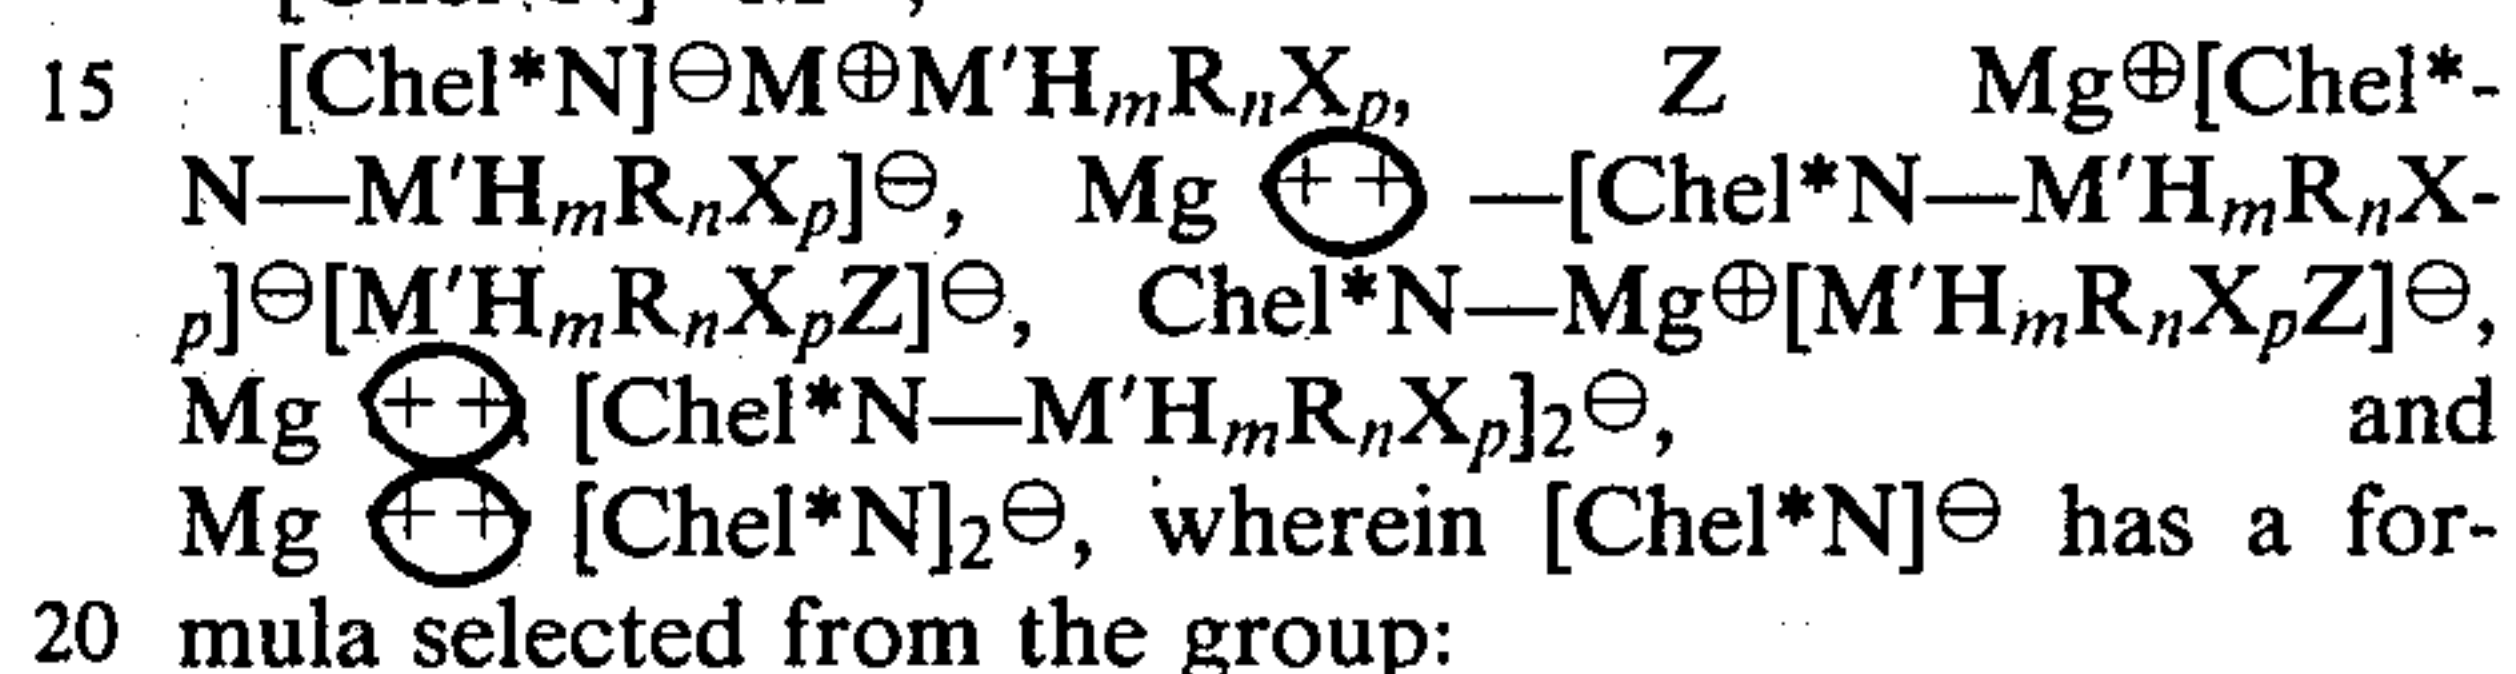 15 [Chel*N]⊖M⊕M'HₘRₙXₚ, Z Mg⊕[Chel*-
N—M'HₘRₙXₚ]⊖, Mg (++) —[Chel*N—M'HₘRₙX-
ₚ]⊖[M'HₘRₙXₚZ]⊖, Chel*N—Mg⊕[M'HₘRₙXₚZ]⊖,
Mg (++) [Chel*N—M'HₘRₙXₚ]₂⊖, and
Mg (++) [Chel*N]₂⊖, wherein [Chel*N]⊖ has a for-
20 mula selected from the group: